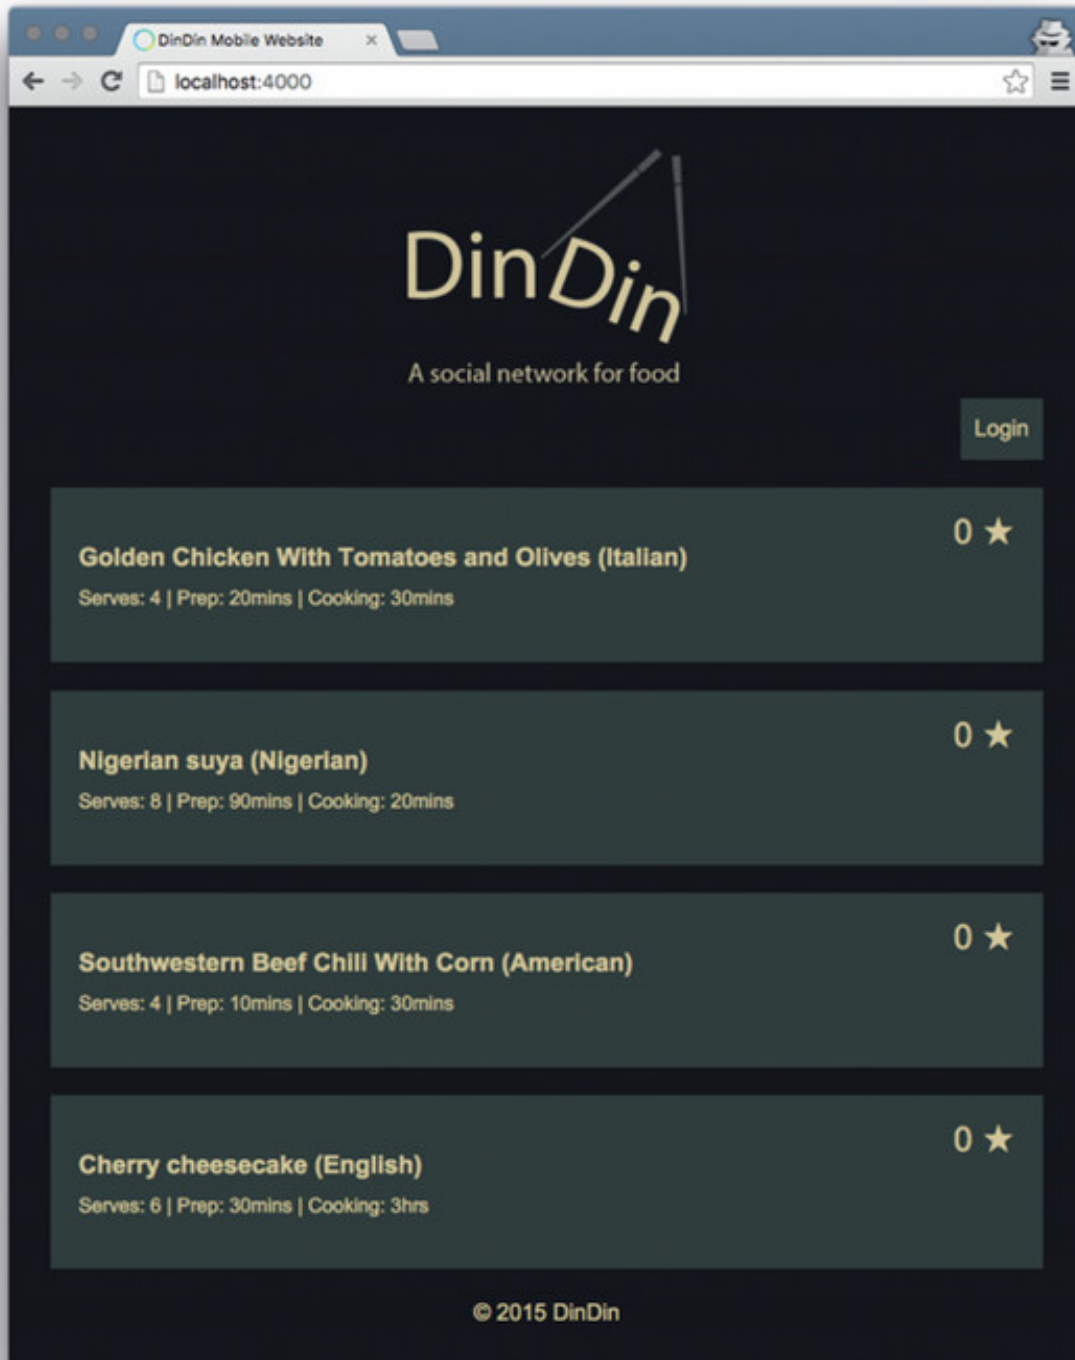 DinDin Mobile Website
localhost:4000
DinDin
A social network for food
Login
0 ★
Golden Chicken With Tomatoes and Olives (Italian)
Serves: 4 | Prep: 20mins | Cooking: 30mins
0 ★
Nigerian suya (Nigerian)
Serves: 8 | Prep: 90mins | Cooking: 20mins
0 ★
Southwestern Beef Chili With Corn (American)
Serves: 4 | Prep: 10mins | Cooking: 30mins
0 ★
Cherry cheesecake (English)
Serves: 6 | Prep: 30mins | Cooking: 3hrs
© 2015 DinDin